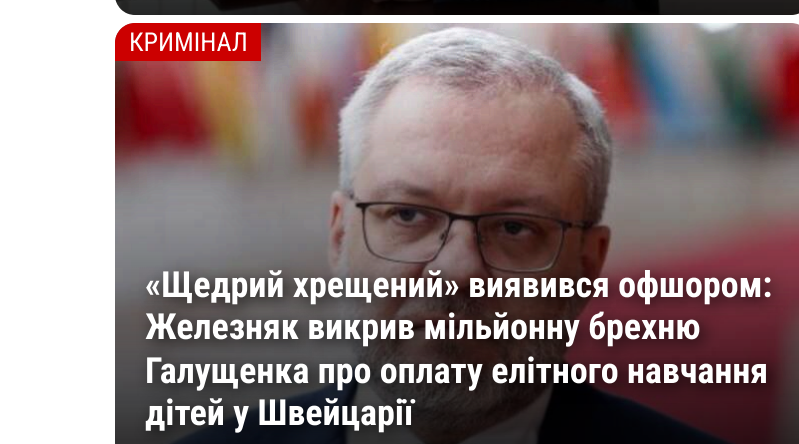 КРИМІНАЛ
«Щедрий хрещений» виявився офшором:
Железняк викрив мільйонну брехню
Галущенка про оплату елітного навчання
дітей у Швейцарії